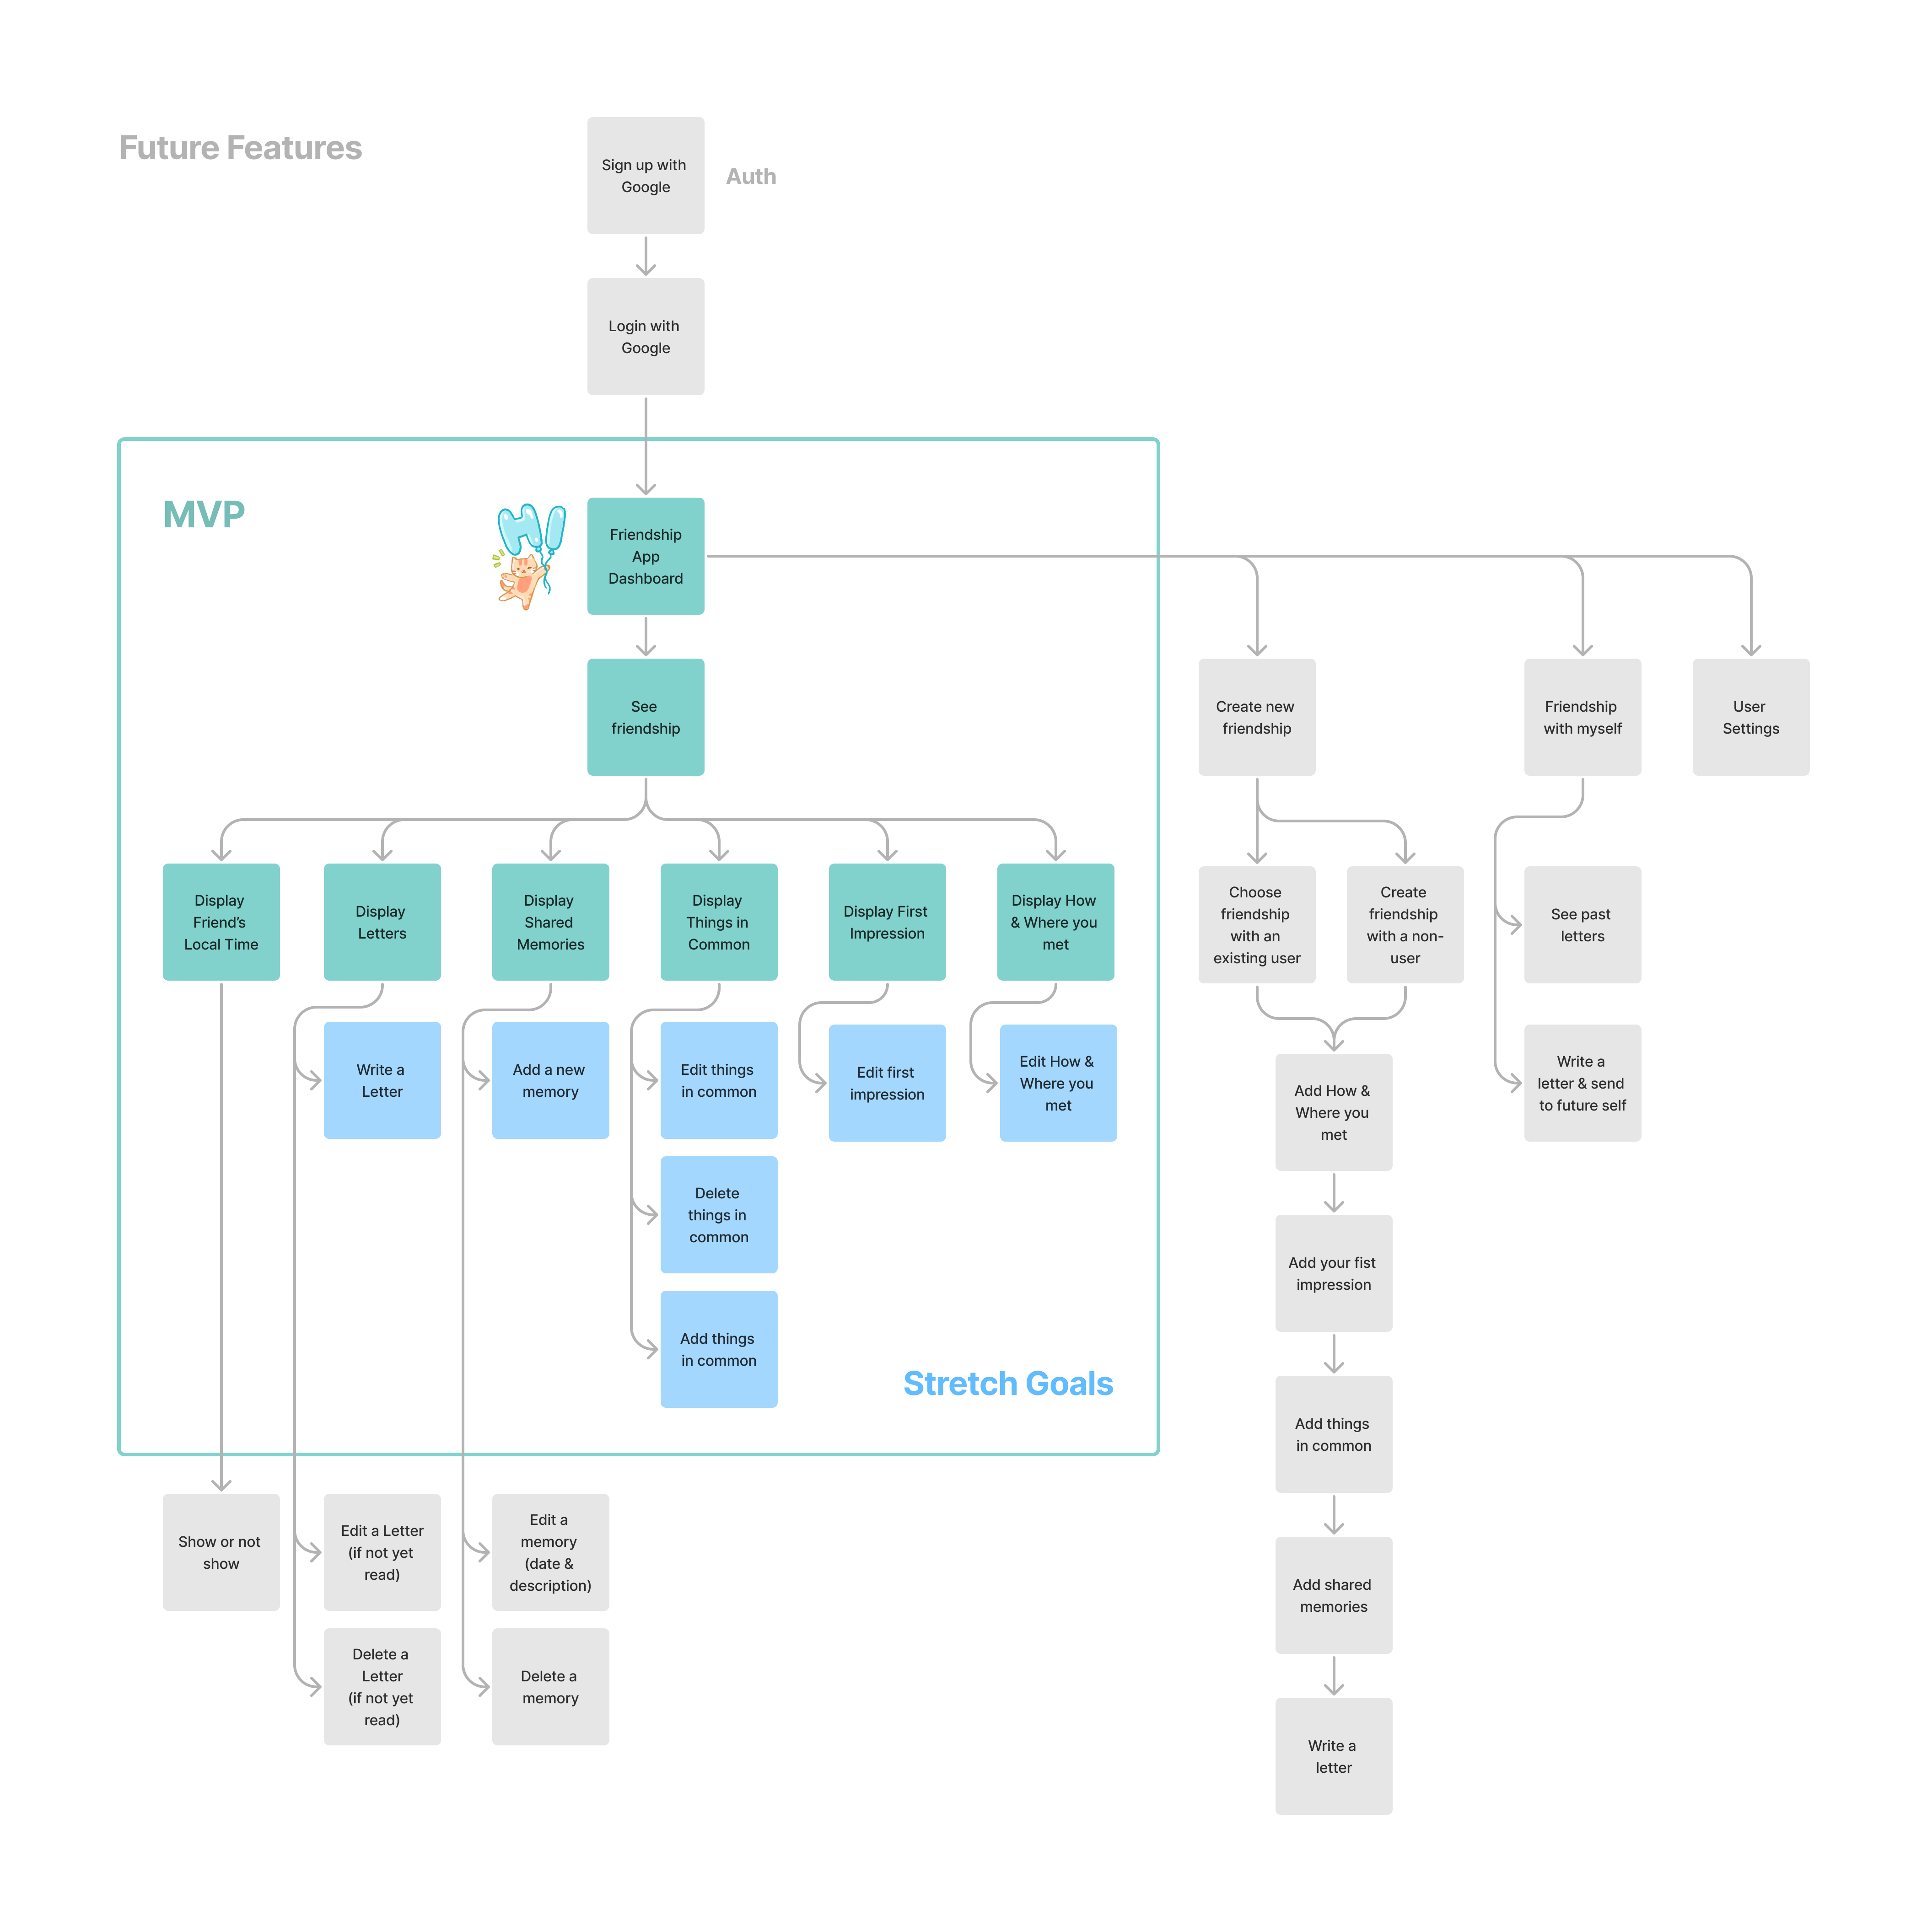 Future Features
Sign up with
Google
Auth
Login with
Google
MVP
HI
Friendship
App
Dashboard
See
friendship
Create new
friendship
Friendship
with myself
User
Settings
Display
Friend’s
Local Time
Display
Letters
Display
Shared
Memories
Display
Things in
Common
Display First
Impression
Display How
& Where you
met
Choose
friendship
with an
existing user
Create
friendship
with a non-
user
See past
letters
Write a
Letter
Add a new
memory
Edit things
in common
Edit first
impression
Edit How &
Where you
met
Add How &
Where you
met
Write a
letter & send
to future self
Delete
things in
common
Add your fist
impression
Add things
in common
Stretch Goals
Add things
in common
Show or not
show
Edit a Letter
(if not yet
read)
Edit a
memory
(date &
description)
Add shared
memories
Delete a
Letter
(if not yet
read)
Delete a
memory
Write a
letter